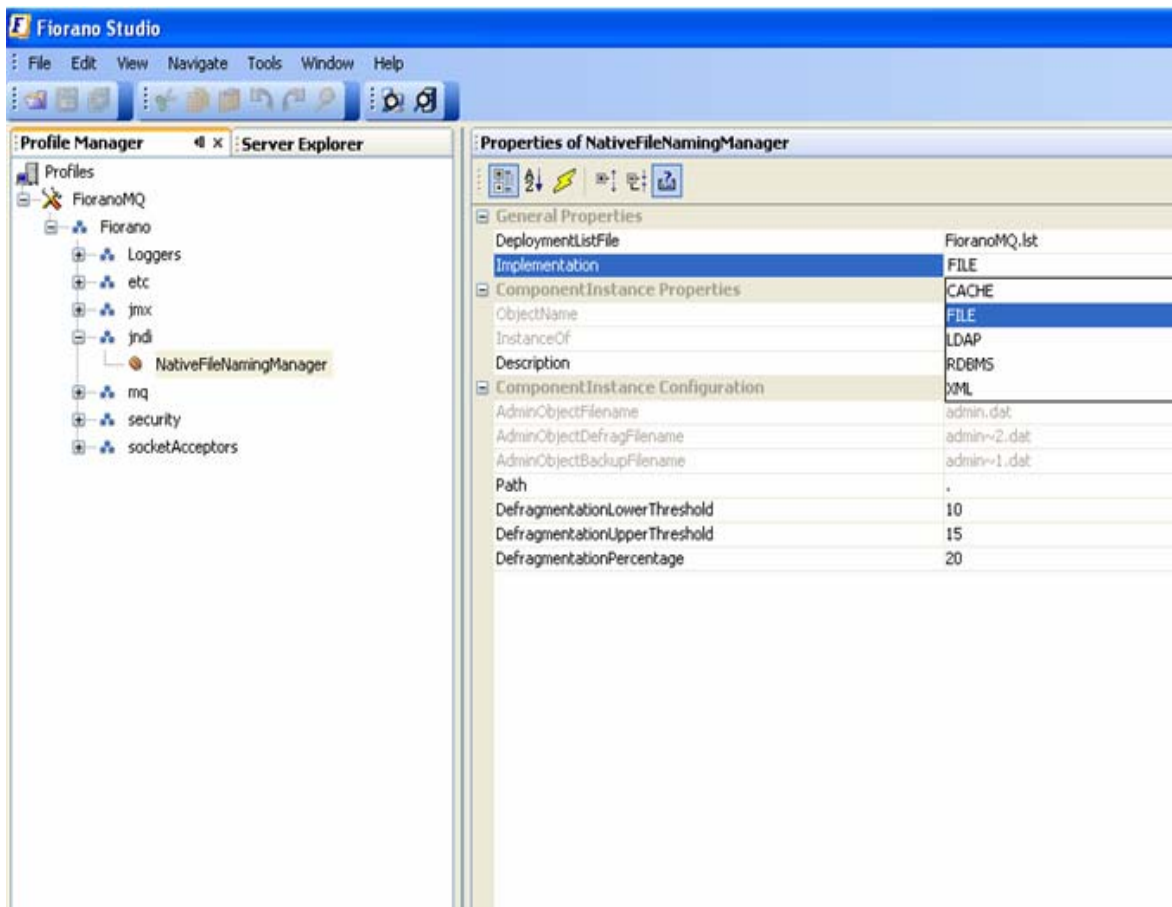 Fiorano Studio
File Edit View Navigate Tools Window Help
Profile Manager Server Explorer
Profiles
FioranoMQ
Fiorano
Loggers
etc
jmx
jndi
NativeFileNamingManager
mq
security
socketAcceptors
Properties of NativeFileNamingManager
General Properties
DeploymentListFile FioranoMQ.lst
Implementation FILE
CACHE
FILE
LDAP
RDBMS
XML
ComponentInstance Properties
ObjectName
InstanceOf
Description
ComponentInstance Configuration
AdminObjectFilename admin.dat
AdminObjectDefragFilename admin~2.dat
AdminObjectBackupFilename admin~1.dat
Path .
DefragmentationLowerThreshold 10
DefragmentationUpperThreshold 15
DefragmentationPercentage 20